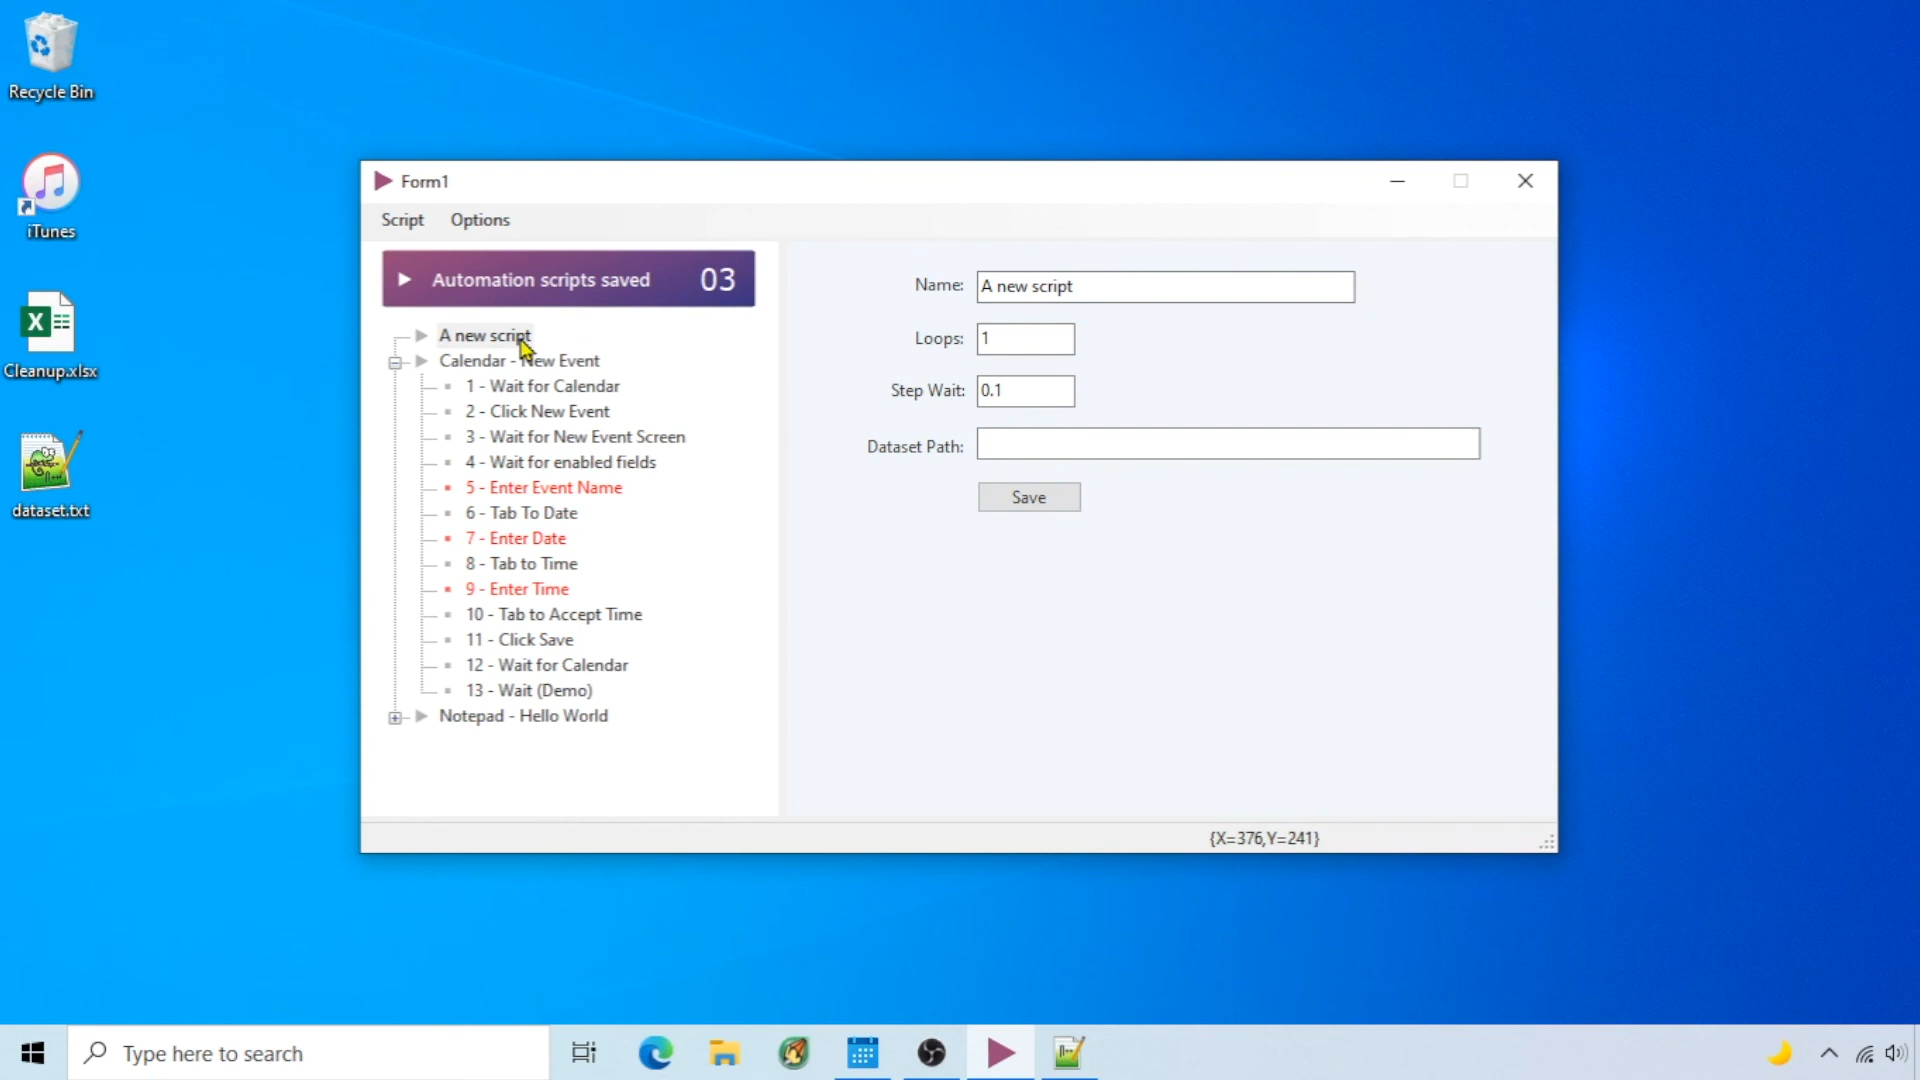 Recycle Bin
iTunes
Cleanup.xlsx
dataset.txt
Form1
Script Options
Automation scripts saved 03
A new script
Calendar - New Event
1 - Wait for Calendar
2 - Click New Event
3 - Wait for New Event Screen
4 - Wait for enabled fields
5 - Enter Event Name
6 - Tab To Date
7 - Enter Date
8 - Tab to Time
9 - Enter Time
10 - Tab to Accept Time
11 - Click Save
12 - Wait for Calendar
13 - Wait (Demo)
Notepad - Hello World
Name: A new script
Loops: 1
Step Wait: 0.1
Dataset Path:
Save
{X=376,Y=241}
Type here to search